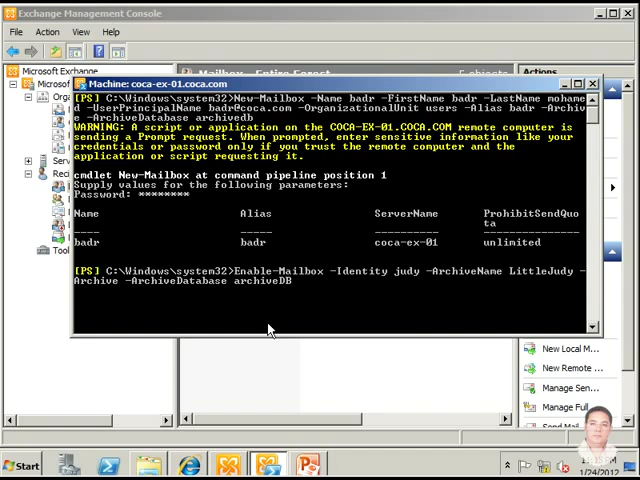 Exchange Management Console
File Action View Help
Microsoft Exchange
Mailbox - Entire Forest
5 objects
Actions
Machine: coca-ex-01.coca.com
[PS] C:\Windows\system32>New-Mailbox -Name badr -FirstName badr -LastName mohame
d -UserPrincipalName badr@coca.com -OrganizationalUnit users -Alias badr -Archiv
e -ArchiveDatabase archivedb
WARNING: A script or application on the COCA-EX-01.COCA.COM remote computer is
sending a Prompt request. When prompted, enter sensitive information like your
credentials or password only if you trust the remote computer and the
application or script requesting it.
cmdlet New-Mailbox at command pipeline position 1
Supply values for the following parameters:
Password: ********
Name Alias ServerName ProhibitSendQuo
ta
---- ----- ---------- ---------------
badr badr coca-ex-01 unlimited
[PS] C:\Windows\system32>Enable-Mailbox -Identity judy -ArchiveName LittleJudy -
Archive -ArchiveDatabase archiveDB
Micros
Org
Serv
Reci
Tool
New Local M...
New Remote ...
Manage Sen...
Manage Full
Send Mail
Start
1/24/2012